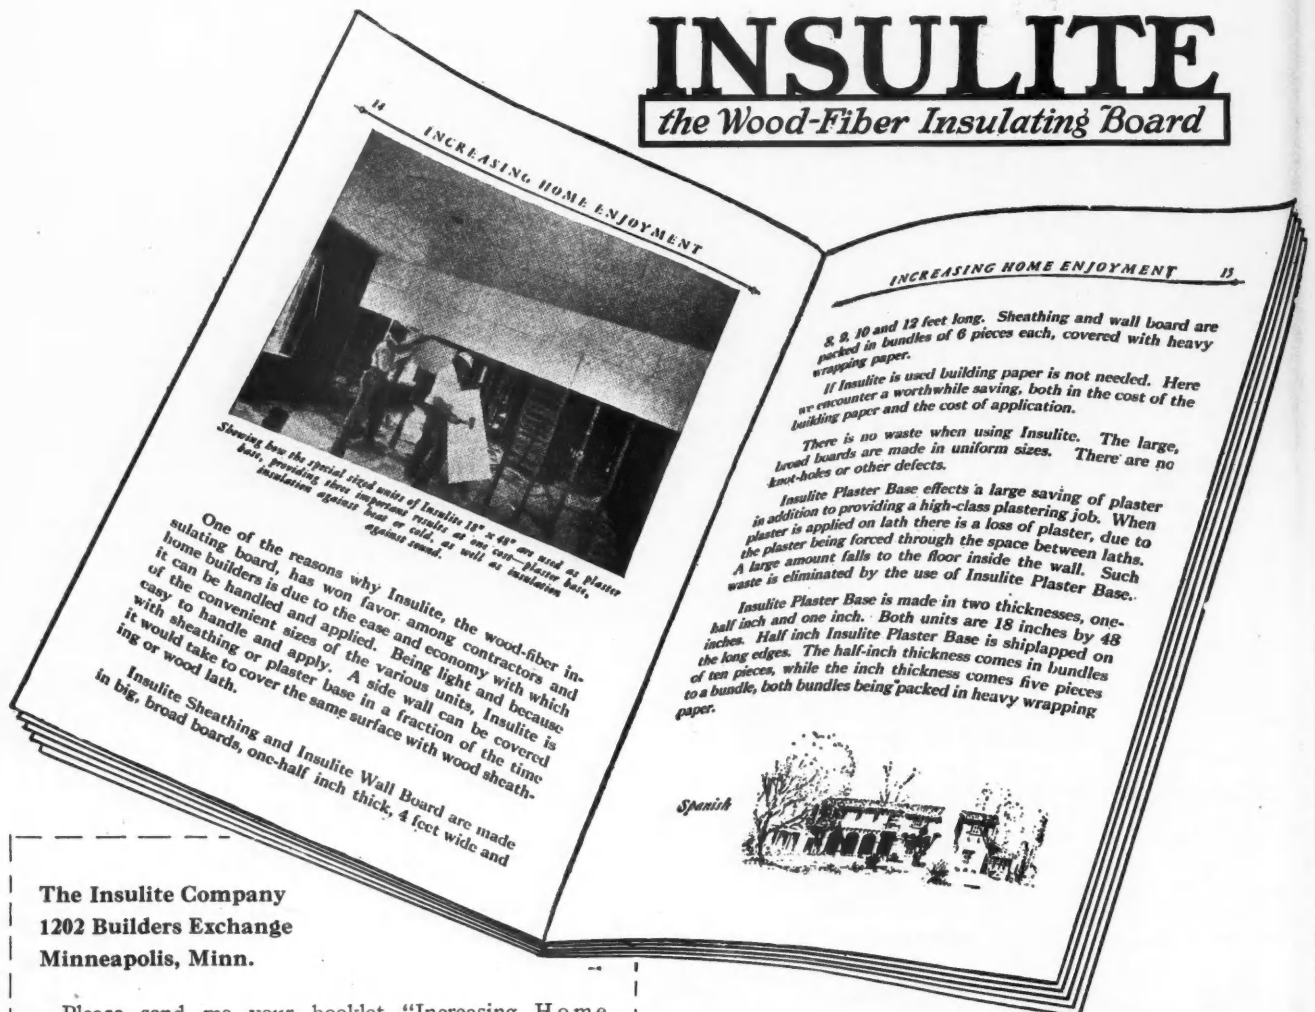 INSULITE
the Wood-Fiber Insulating Board
14
INCREASING HOME ENJOYMENT
Showing how the special sized units of Insulite 18" x 48" are used as plaster
base, providing three important results at one cost—plaster base,
insulation against heat or cold, as well as insulation
against sound.
One of the reasons why Insulite, the wood-fiber in-
sulating board, has won favor among contractors and
home builders is due to the ease and economy with which
it can be handled and applied. Being light and because
of the convenient sizes of the various units, Insulite is
easy to handle and apply. A side wall can be covered
with sheathing or plaster base in a fraction of the time
it would take to cover the same surface with wood sheath-
ing or wood lath.
Insulite Sheathing and Insulite Wall Board are made
in big, broad boards, one-half inch thick, 4 feet wide and
INCREASING HOME ENJOYMENT 15
8, 9, 10 and 12 feet long. Sheathing and wall board are
packed in bundles of 6 pieces each, covered with heavy
wrapping paper.
If Insulite is used building paper is not needed. Here
we encounter a worthwhile saving, both in the cost of the
building paper and the cost of application.
There is no waste when using Insulite. The large,
broad boards are made in uniform sizes. There are no
knot-holes or other defects.
Insulite Plaster Base effects a large saving of plaster
in addition to providing a high-class plastering job. When
plaster is applied on lath there is a loss of plaster, due to
the plaster being forced through the space between laths.
A large amount falls to the floor inside the wall. Such
waste is eliminated by the use of Insulite Plaster Base.
Insulite Plaster Base is made in two thicknesses, one-
half inch and one inch. Both units are 18 inches by 48
inches. Half inch Insulite Plaster Base is shiplapped on
the long edges. The half-inch thickness comes in bundles
of ten pieces, while the inch thickness comes five pieces
to a bundle, both bundles being packed in heavy wrapping
paper.
Spanish
The Insulite Company
1202 Builders Exchange
Minneapolis, Minn.
Please send me your booklet "Increasing Home